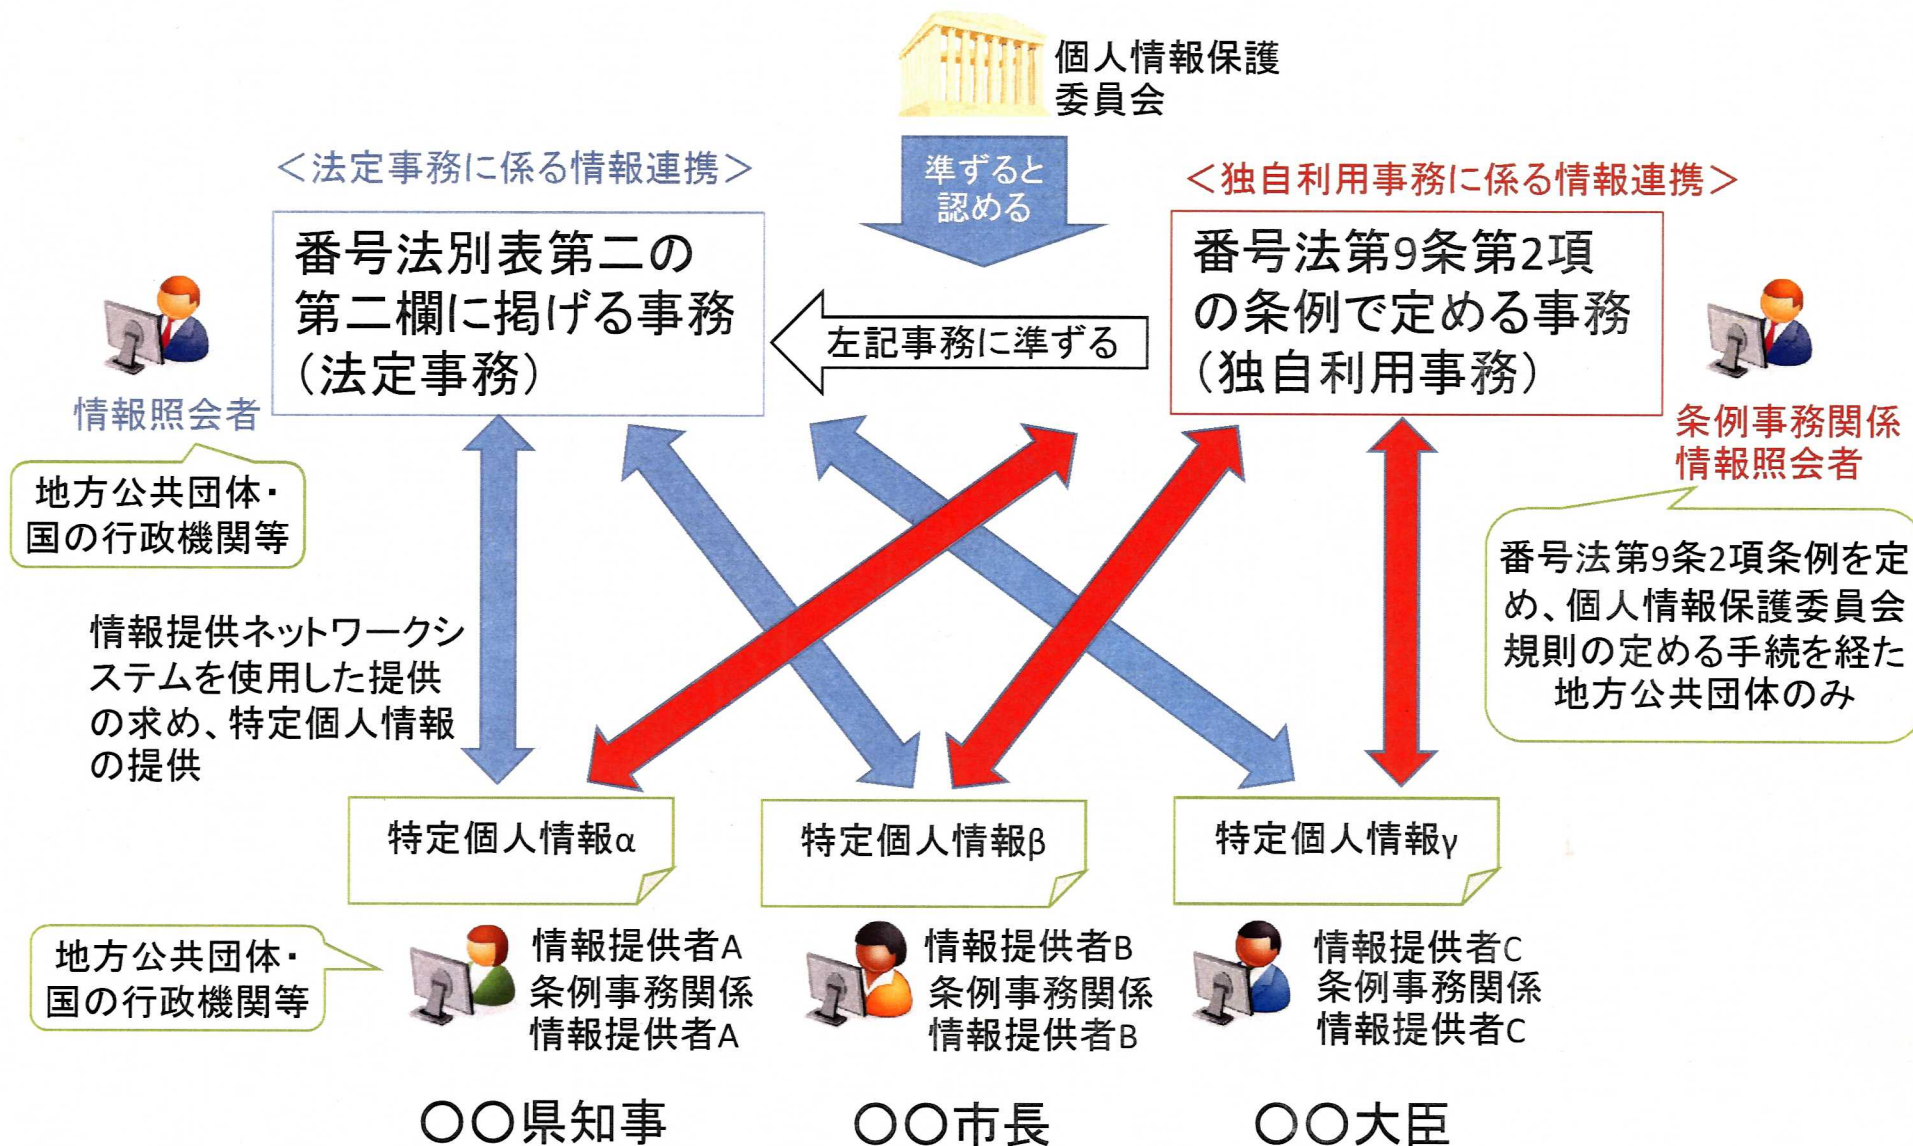 個人情報保護
委員会
＜法定事務に係る情報連携＞
準ずると
認める
＜独自利用事務に係る情報連携＞
番号法別表第二の
第二欄に掲げる事務
（法定事務）
左記事務に準ずる
番号法第9条第2項
の条例で定める事務
（独自利用事務）
情報照会者
地方公共団体・
国の行政機関等
条例事務関係
情報照会者
番号法第9条2項条例を定
め、個人情報保護委員会
規則の定める手続を経た
地方公共団体のみ
情報提供ネットワークシ
ステムを使用した提供
の求め、特定個人情報
の提供
特定個人情報α
特定個人情報β
特定個人情報γ
地方公共団体・
国の行政機関等
情報提供者A
条例事務関係
情報提供者A
情報提供者B
条例事務関係
情報提供者B
情報提供者C
条例事務関係
情報提供者C
〇〇県知事
〇〇市長
〇〇大臣